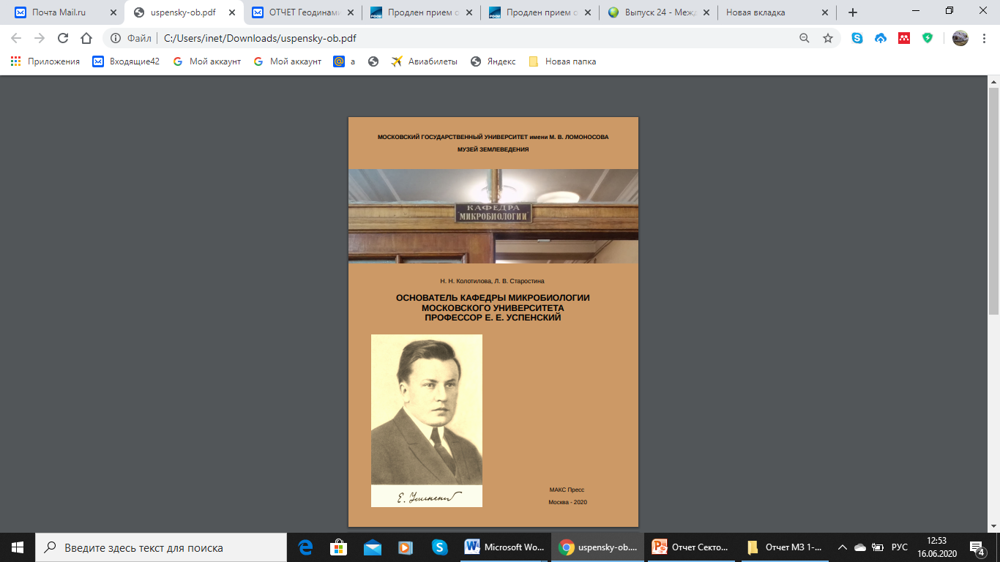 Почта Mail.ru
uspensky-ob.pdf
ОТЧЕТ Геодинами
Продлен прием о
Продлен прием о
Выпуск 24 - Межд
Новая вкладка
Файл
C:/Users/inet/Downloads/uspensky-ob.pdf
Приложения
Входящие42
Мой аккаунт
Мой аккаунт
а
Авиабилеты
Яндекс
Новая папка
МОСКОВСКИЙ ГОСУДАРСТВЕННЫЙ УНИВЕРСИТЕТ имени М. В. ЛОМОНОСОВА
МУЗЕЙ ЗЕМЛЕВЕДЕНИЯ
КАФЕДРА
МИКРОБИОЛОГИИ
Н. Н. Колотилова, Л. В. Старостина
ОСНОВАТЕЛЬ КАФЕДРЫ МИКРОБИОЛОГИИ
МОСКОВСКОГО УНИВЕРСИТЕТА
ПРОФЕССОР Е. Е. УСПЕНСКИЙ
Е. Успенский
МАКС Пресс
Москва - 2020
Введите здесь текст для поиска
Microsoft Wo...
uspensky-ob....
Отчет Секто...
Отчет МЗ 1-...
РУС
12:53
16.06.2020
4